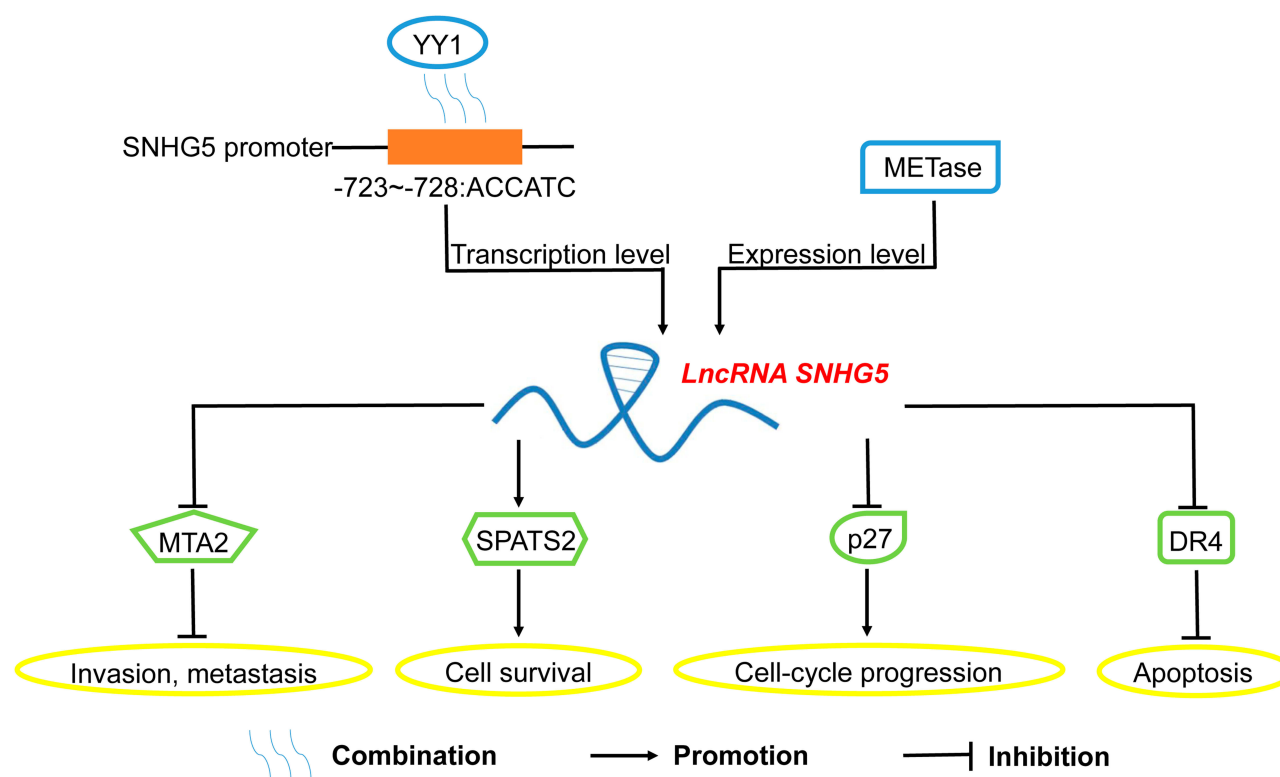 YY1
SNHG5 promoter
-723~-728:ACCATC
METase
Transcription level
Expression level
LncRNA SNHG5
MTA2
SPATS2
p27
DR4
Invasion, metastasis
Cell survival
Cell-cycle progression
Apoptosis
Combination
Promotion
Inhibition